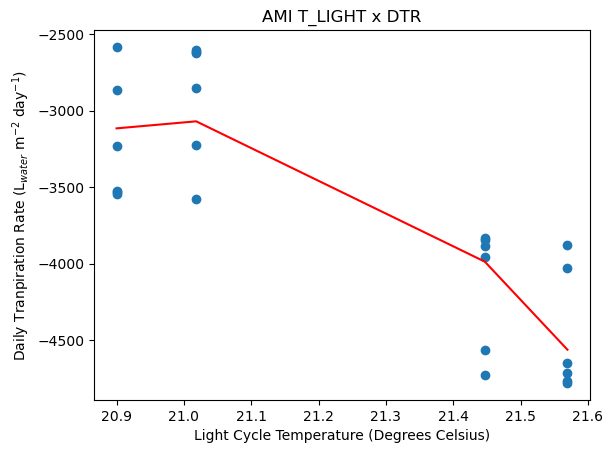 AMI T_LIGHT x DTR
Daily Tranpiration Rate (L_water m^−2 day^−1)
−2500
−3000
−3500
−4000
−4500
20.9 21.0 21.1 21.2 21.3 21.4 21.5 21.6
Light Cycle Temperature (Degrees Celsius)